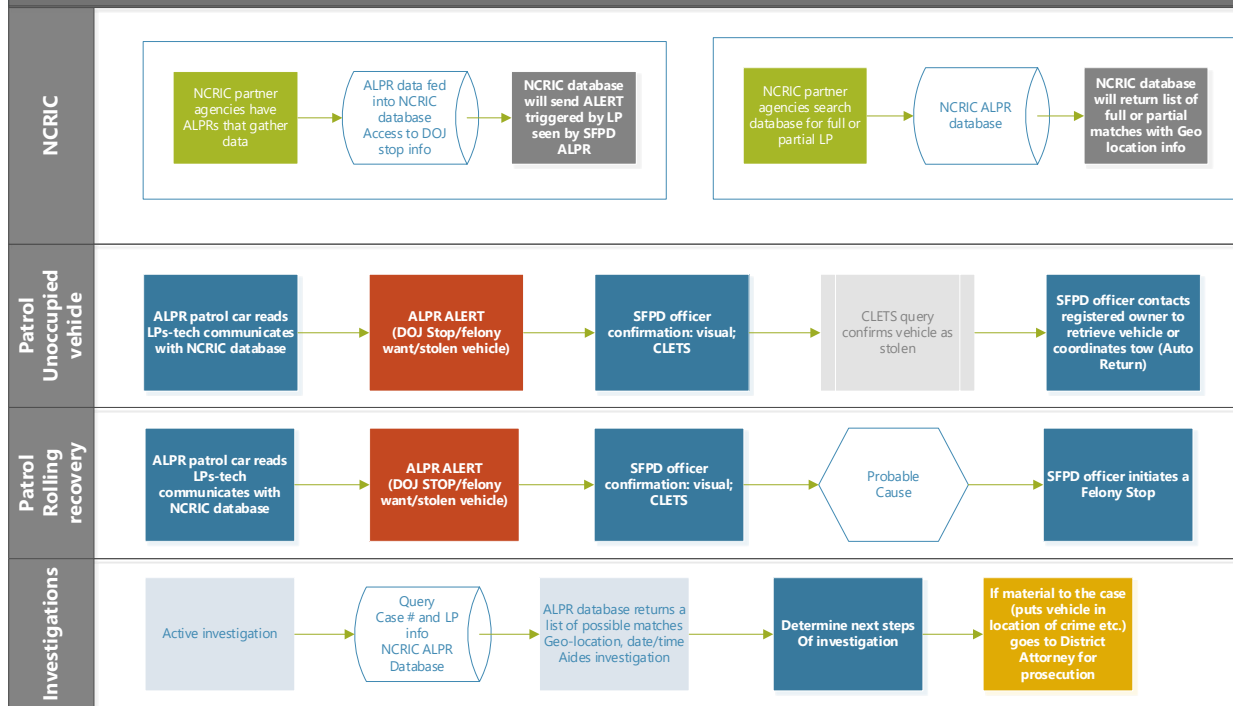 NCRIC
NCRIC partner
agencies have
ALPRs that gather
data
ALPR data fed
into NCRIC
database
Access to DOJ
stop info
NCRIC database
will send ALERT
triggered by LP
seen by SFPD
ALPR
NCRIC partner
agencies search
database for full or
partial LP
NCRIC ALPR
database
NCRIC database
will return list of
full or partial
matches with Geo
location info
Patrol
Unoccupied
vehicle
ALPR patrol car reads
LPs-tech communicates
with NCRIC database
ALPR ALERT
(DOJ Stop/felony
want/stolen vehicle)
SFPD officer
confirmation: visual;
CLETS
CLETS query
confirms vehicle as
stolen
SFPD officer contacts
registered owner to
retrieve vehicle or
coordinates tow (Auto
Return)
Patrol
Rolling
recovery
ALPR patrol car reads
LPs-tech
communicates with
NCRIC database
ALPR ALERT
(DOJ STOP/felony
want/stolen vehicle)
SFPD officer
confirmation: visual;
CLETS
Probable
Cause
SFPD officer initiates a
Felony Stop
Investigations
Active investigation
Query
Case # and LP
info
NCRIC ALPR
Database
ALPR database returns a
list of possible matches
Geo-location, date/time
Aides investigation
Determine next steps
Of investigation
If material to the case
(puts vehicle in
location of crime etc.)
goes to District
Attorney for
prosecution